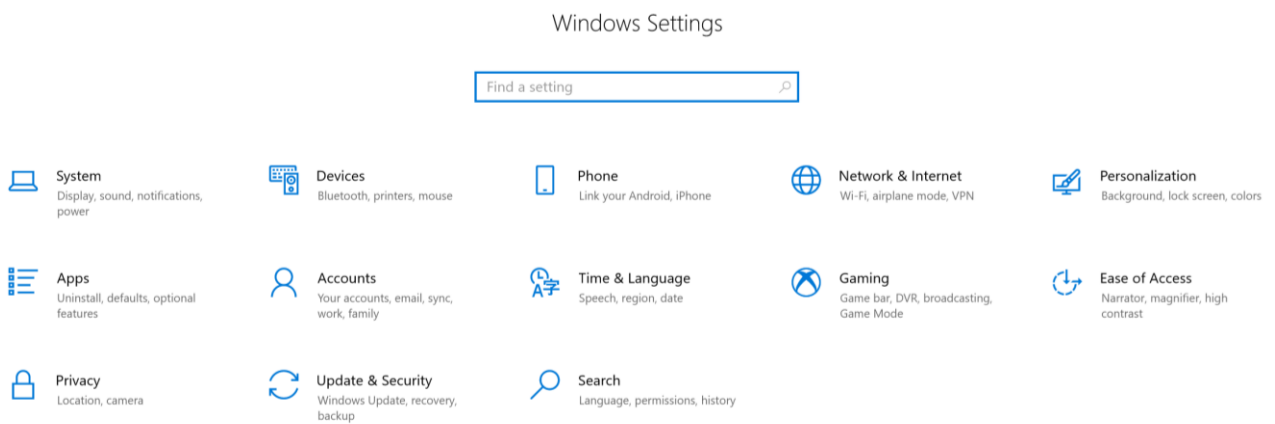 Windows Settings
Find a setting
System
Display, sound, notifications,
power
Devices
Bluetooth, printers, mouse
Phone
Link your Android, iPhone
Network & Internet
Wi-Fi, airplane mode, VPN
Personalization
Background, lock screen, colors
Apps
Uninstall, defaults, optional
features
Accounts
Your accounts, email, sync,
work, family
Time & Language
Speech, region, date
Gaming
Game bar, DVR, broadcasting,
Game Mode
Ease of Access
Narrator, magnifier, high
contrast
Privacy
Location, camera
Update & Security
Windows Update, recovery,
backup
Search
Language, permissions, history